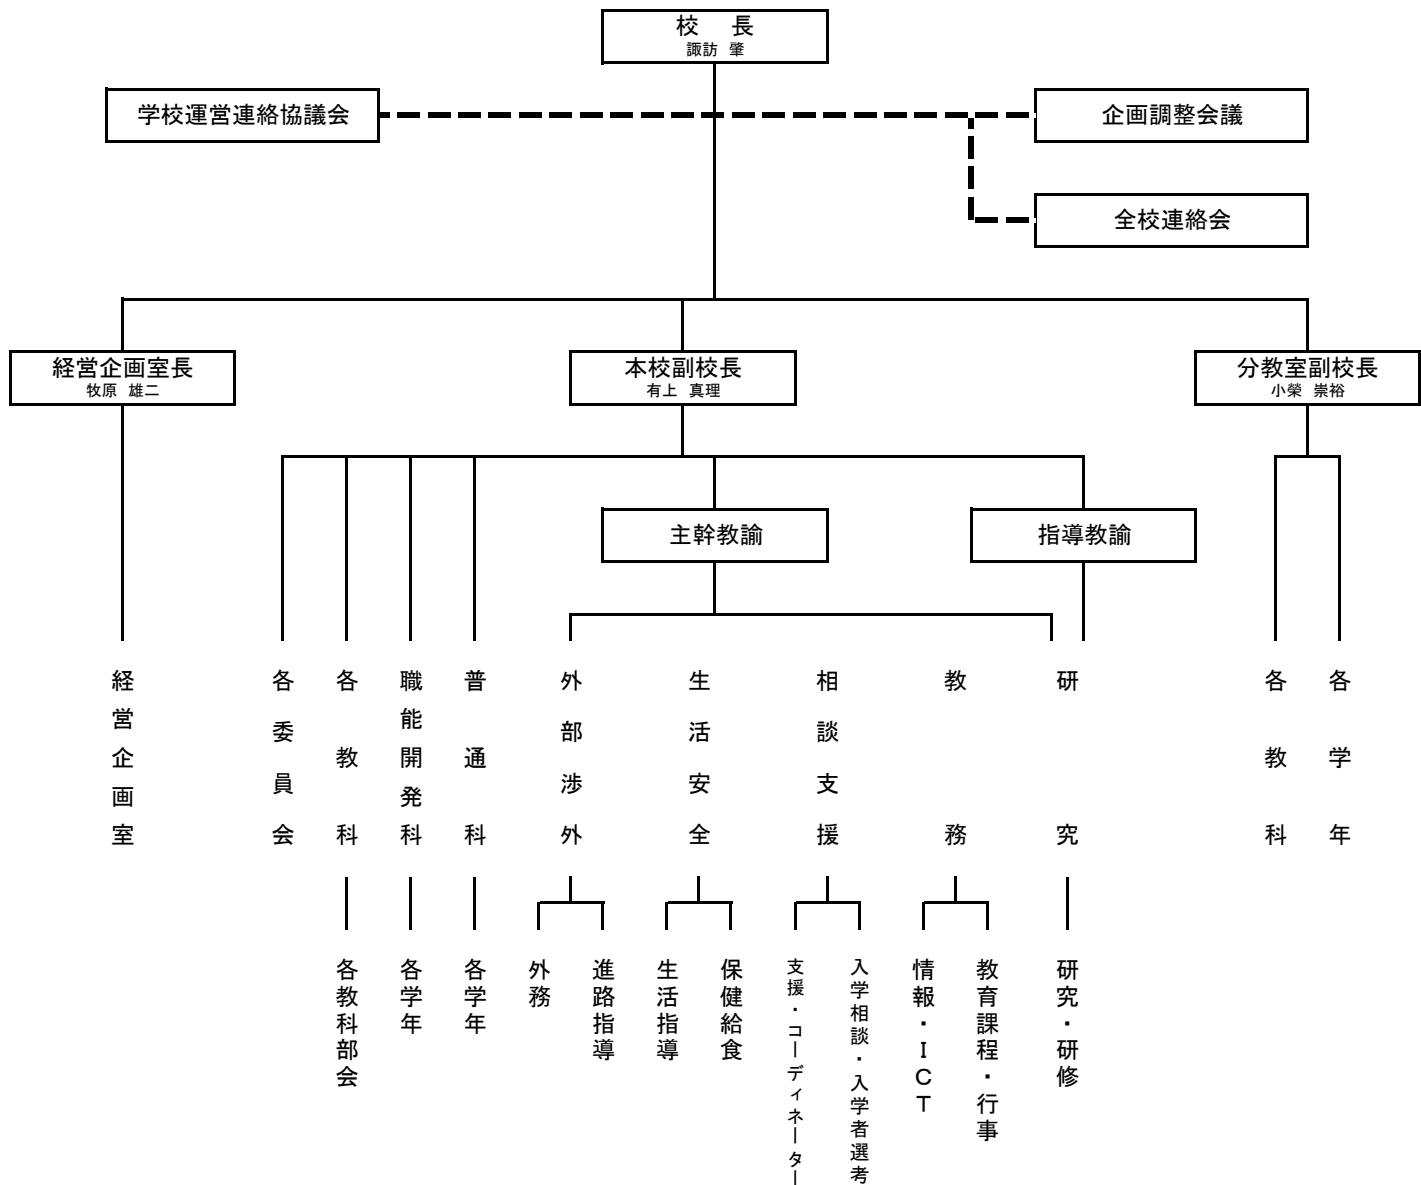 校　長
諏訪　肇
学校運営連絡協議会
企画調整会議
全校連絡会
経営企画室長
牧原　雄二
本校副校長
有上　真理
分教室副校長
小榮　崇裕
主幹教諭
指導教諭
経営企画室
各委員会
各教科
職能開発科
普通科
外部渉外
生活安全
相談支援
教務
研究
各教科
各学年
各教科部会
各学年
各学年
外務
進路指導
生活指導
保健給食
支援・コーディネーター
入学相談・入学者選考
情報・ICT
教育課程・行事
研究・研修